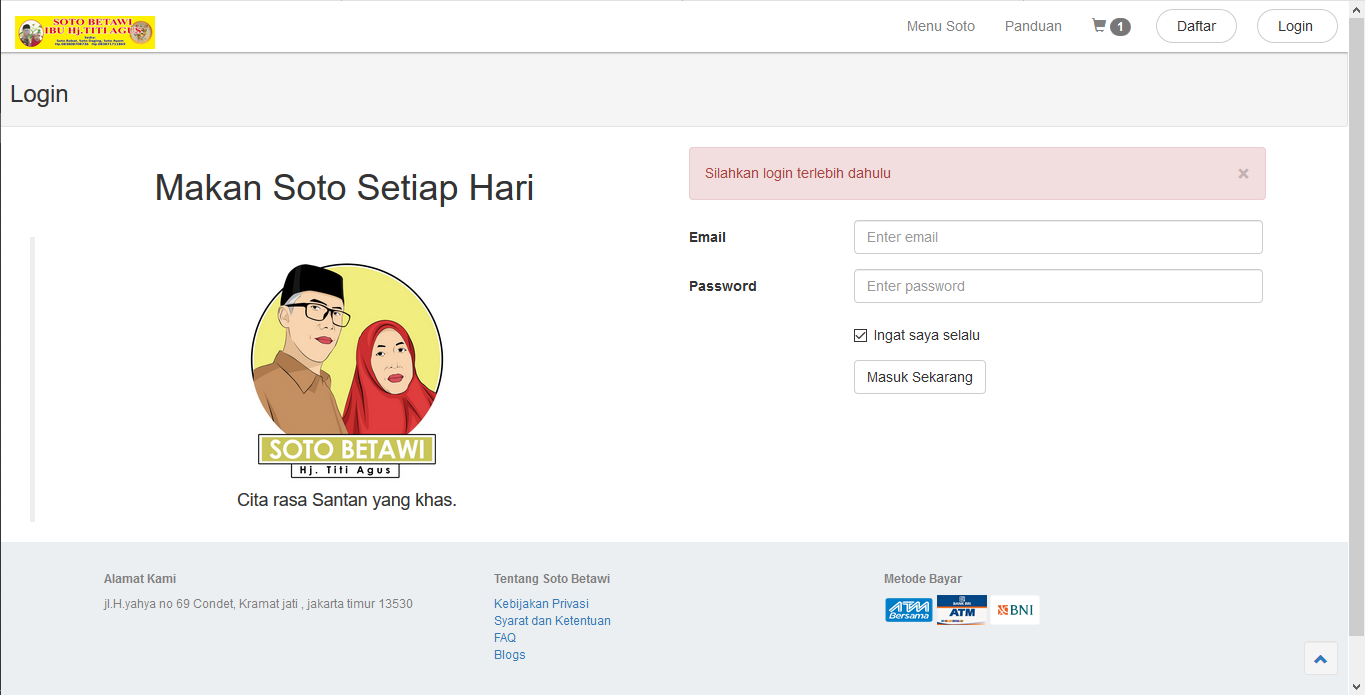 SOTO BETAWI
IBU Hj.TITI AGUS
Menu Soto
Panduan
1
Daftar
Login
Login
Makan Soto Setiap Hari
SOTO BETAWI
Hj. Titi Agus
Cita rasa Santan yang khas.
Silahkan login terlebih dahulu
×
Email
Enter email
Password
Enter password
Ingat saya selalu
Masuk Sekarang
Alamat Kami
jl.H.yahya no 69 Condet, Kramat jati , jakarta timur 13530
Tentang Soto Betawi
Kebijakan Privasi
Syarat dan Ketentuan
FAQ
Blogs
Metode Bayar
ATM
Bersama
BANK BRI
ATM
BNI